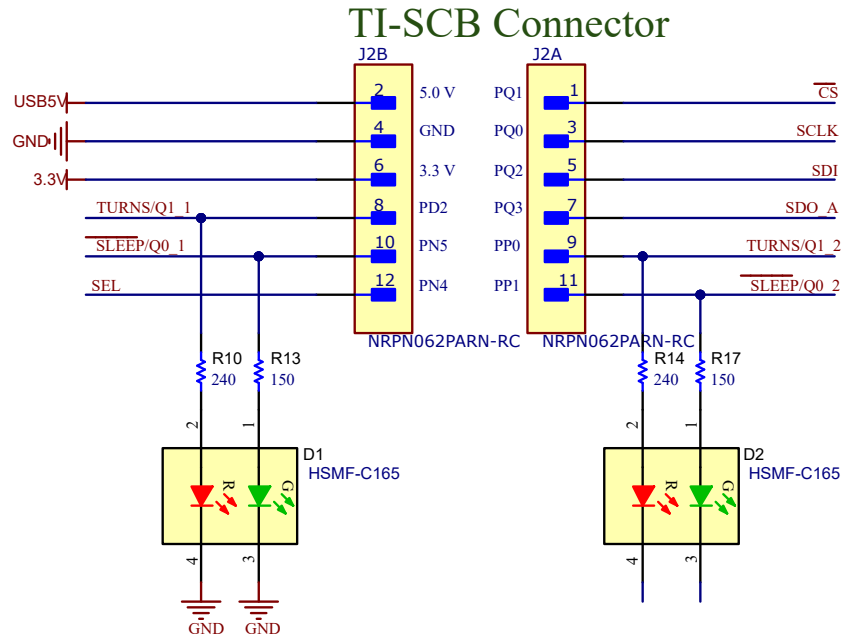 TI-SCB Connector
J2B
J2A
USB5V
2
5.0 V
PQ1
1
CS
GND
4
GND
PQ0
3
SCLK
3.3V
6
3.3 V
PQ2
5
SDI
TURNS/Q1_1
8
PD2
PQ3
7
SDO_A
SLEEP/Q0_1
10
PN5
PP0
9
TURNS/Q1_2
SEL
12
PN4
PP1
11
SLEEP/Q0_2
NRPN062PARN-RC
NRPN062PARN-RC
R10
240
R13
150
R14
240
R17
150
2
1
2
1
D1
HSMF-C165
D2
HSMF-C165
R
G
R
G
4
3
4
3
GND
GND